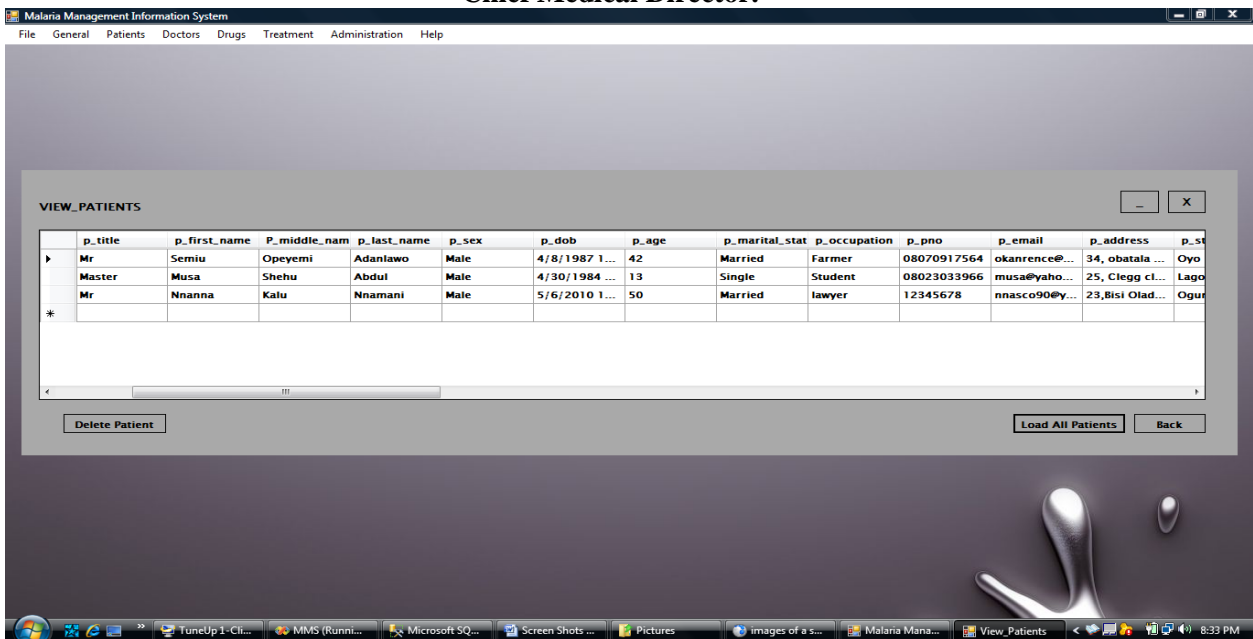 Malaria Management Information System
File General Patients Doctors Drugs Treatment Administration Help
VIEW_PATIENTS
_ X
p_title p_first_name P_middle_nam p_last_name p_sex p_dob p_age p_marital_stat p_occupation p_pno p_email p_address p_st
Mr Semiu Opeyemi Adanlawo Male 4/8/1987 1... 42 Married Farmer 08070917564 okanrence@... 34, obatala ... Oyo
Master Musa Shehu Abdul Male 4/30/1984 ... 13 Single Student 08023033966 musa@yaho... 25, Clegg cl... Lago
Mr Nnanna Kalu Nnamani Male 5/6/2010 1... 50 Married lawyer 12345678 nnasco90@y... 23,Bisi Olad... Ogun
Delete Patient Load All Patients Back
TuneUp 1-Cli... MMS (Runni... Microsoft SQ... Screen Shots ... Pictures images of a s... Malaria Mana... View_Patients 8:33 PM